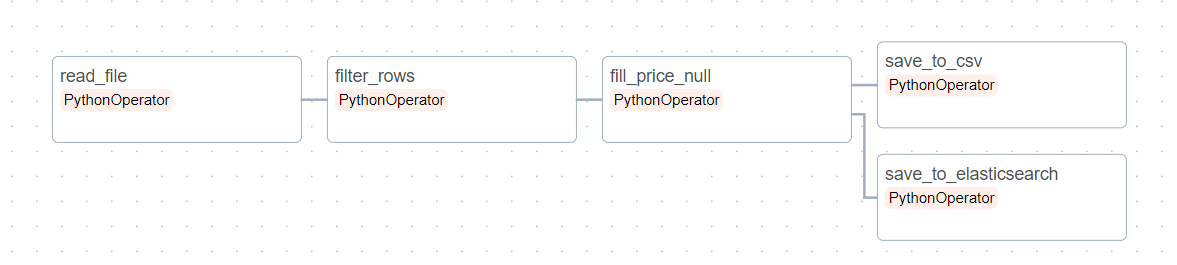 read_file
PythonOperator
filter_rows
PythonOperator
fill_price_null
PythonOperator
save_to_csv
PythonOperator
save_to_elasticsearch
PythonOperator